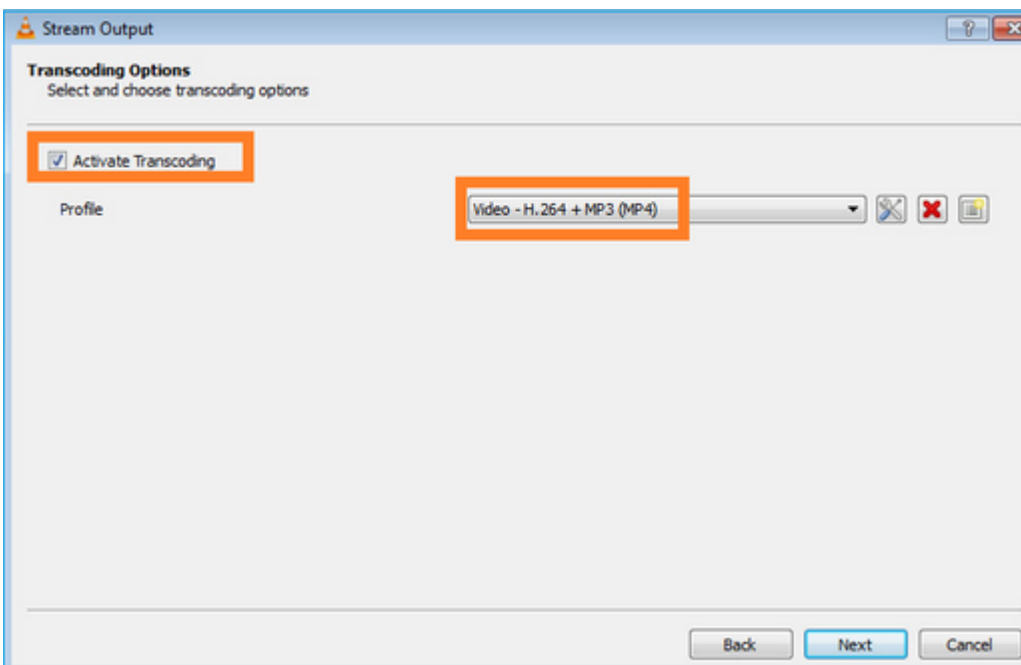 Stream Output
Transcoding Options
Select and choose transcoding options
Activate Transcoding
Profile
Video - H.264 + MP3 (MP4)
Back
Next
Cancel